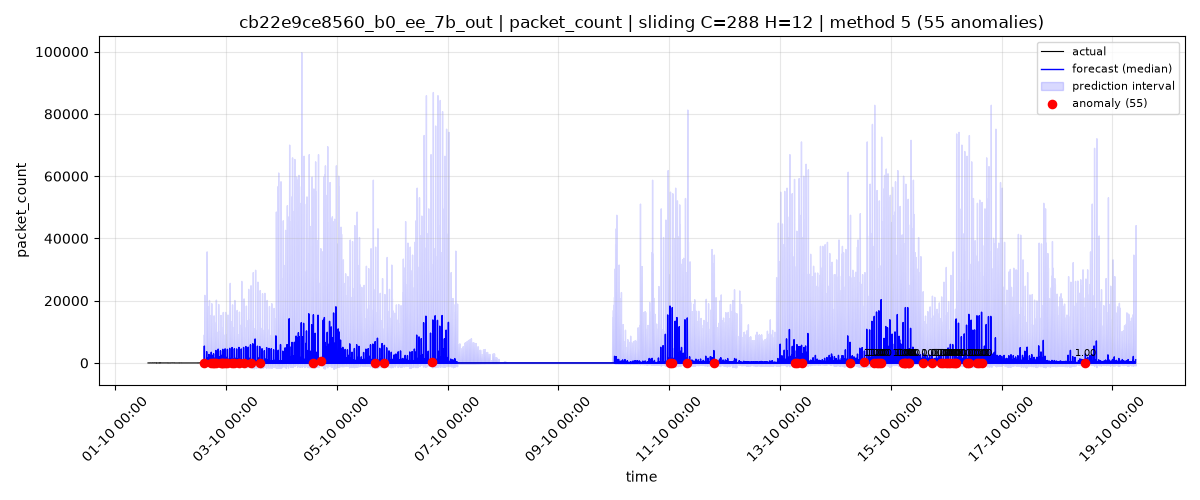 cb22e9ce8560_b0_ee_7b_out | packet_count | sliding C=288 H=12 | method 5 (55 anomalies)
actual
forecast (median)
prediction interval
anomaly (55)
packet_count
100000
80000
60000
40000
20000
0
1.00
01-10 00:00
03-10 00:00
05-10 00:00
07-10 00:00
09-10 00:00
11-10 00:00
13-10 00:00
15-10 00:00
17-10 00:00
19-10 00:00
time